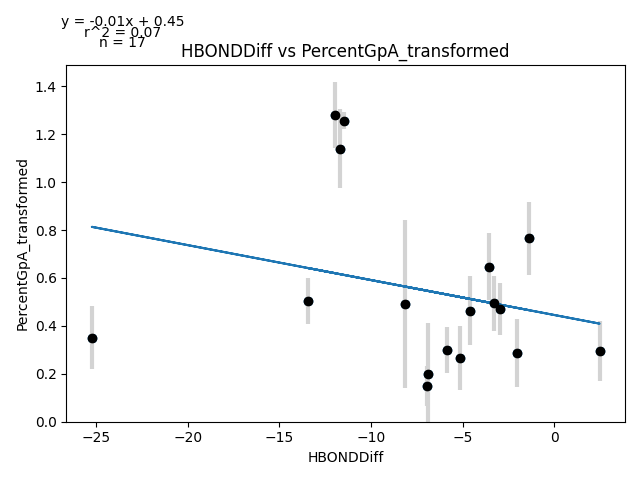 y = -0.01x + 0.45
r^2 = 0.07
n = 17
HBONDDiff vs PercentGpA_transformed
PercentGpA_transformed
1.4
1.2
1.0
0.8
0.6
0.4
0.2
0.0
−25
−20
−15
−10
−5
0
HBONDDiff